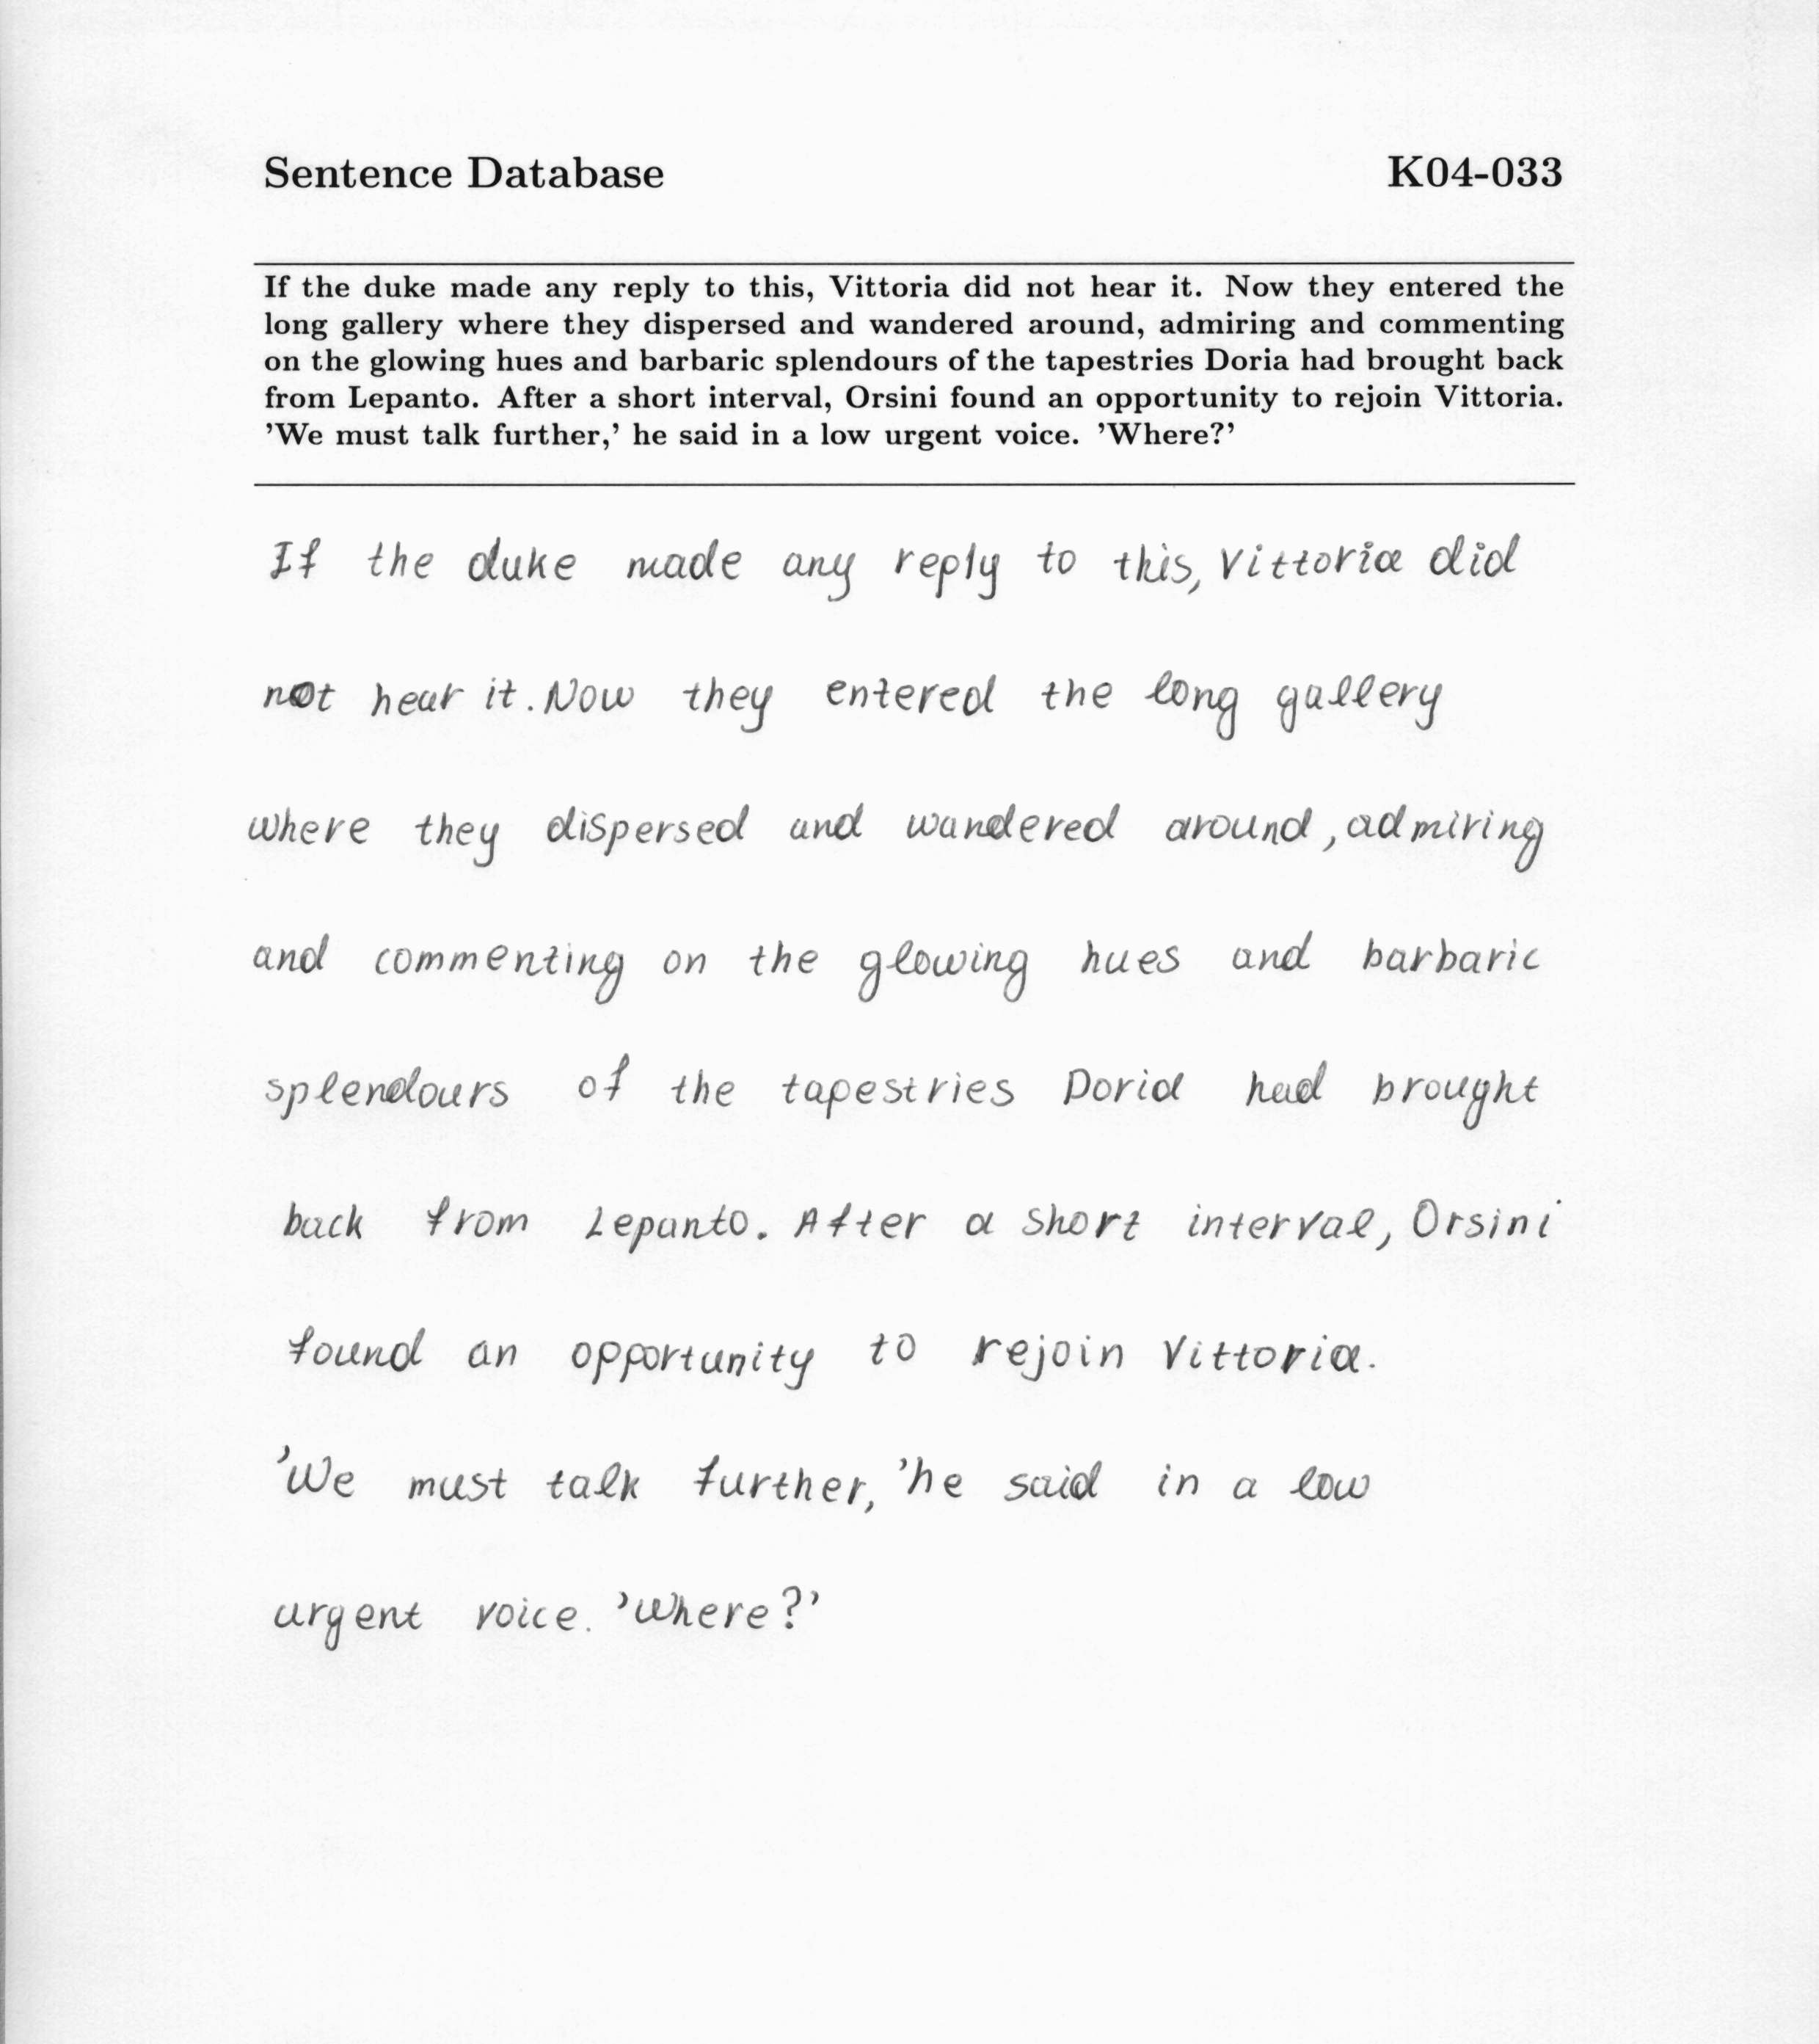 Sentence Database K04-033
If the duke made any reply to this, Vittoria did not hear it. Now they entered the
long gallery where they dispersed and wandered around, admiring and commenting
on the glowing hues and barbaric splendours of the tapestries Doria had brought back
from Lepanto. After a short interval, Orsini found an opportunity to rejoin Vittoria.
'We must talk further,' he said in a low urgent voice. 'Where?'
If the duke made any reply to this, Vittoria did
not hear it. Now they entered the long gallery
where they dispersed and wandered around, admiring
and commenting on the glowing hues and barbaric
splendours of the tapestries Doria had brought
back from Lepanto. After a short interval, Orsini
found an opportunity to rejoin Vittoria.
'We must talk further,' he said in a low
urgent voice. 'Where?'